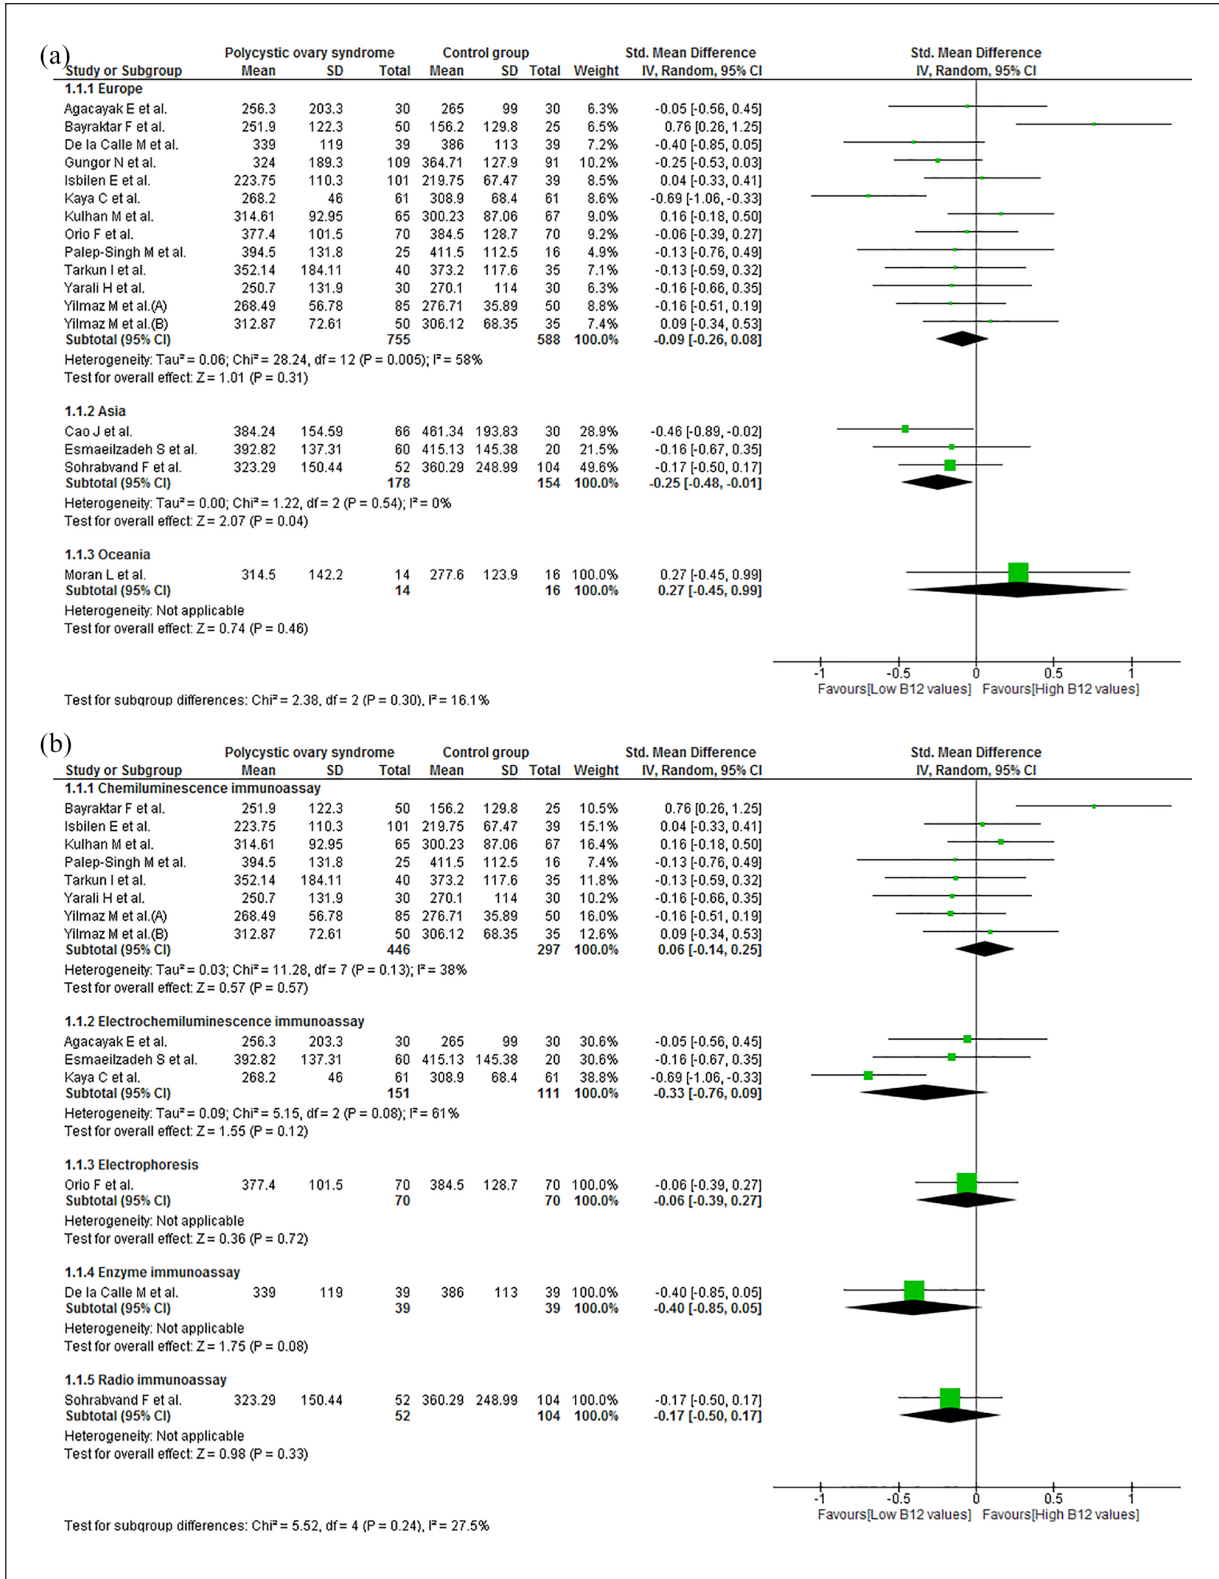 (a)
Polycystic ovary syndrome Control group Std. Mean Difference Std. Mean Difference
Study or Subgroup Mean SD Total Mean SD Total Weight IV, Random, 95% CI IV, Random, 95% CI
1.1.1 Europe
Agacayak E et al. 256.3 203.3 30 265 99 30 6.3% -0.05 [-0.56, 0.45]
Bayraktar F et al. 251.9 122.3 50 156.2 129.8 25 6.5% 0.76 [0.26, 1.25]
De la Calle M et al. 339 119 39 386 113 39 7.2% -0.40 [-0.85, 0.05]
Gungor N et al. 324 189.3 109 364.71 127.9 91 10.2% -0.25 [-0.53, 0.03]
Isbilen E et al. 223.75 110.3 101 219.75 67.47 39 8.5% 0.04 [-0.33, 0.41]
Kaya C et al. 268.2 46 61 308.9 68.4 61 8.6% -0.69 [-1.06, -0.33]
Kulhan M et al. 314.61 92.95 65 300.23 87.06 67 9.0% 0.16 [-0.18, 0.50]
Orio F et al. 377.4 101.5 70 384.5 128.7 70 9.2% -0.06 [-0.39, 0.27]
Palep-Singh M et al. 394.5 131.8 25 411.5 112.5 16 4.9% -0.13 [-0.76, 0.49]
Tarkun I et al. 352.14 184.11 40 373.2 117.6 35 7.1% -0.13 [-0.59, 0.32]
Yarali H et al. 250.7 131.9 30 270.1 114 30 6.3% -0.16 [-0.66, 0.35]
Yilmaz M et al.(A) 268.49 56.78 85 276.71 35.89 50 8.8% -0.16 [-0.51, 0.19]
Yilmaz M et al.(B) 312.87 72.61 50 306.12 68.35 35 7.4% 0.09 [-0.34, 0.53]
Subtotal (95% CI) 755 588 100.0% -0.09 [-0.26, 0.08]
Heterogeneity: Tau² = 0.06; Chi² = 28.24, df = 12 (P = 0.005); I² = 58%
Test for overall effect: Z = 1.01 (P = 0.31)
1.1.2 Asia
Cao J et al. 384.24 154.59 66 461.34 193.83 30 28.9% -0.46 [-0.89, -0.02]
Esmaeilzadeh S et al. 392.82 137.31 60 415.13 145.38 20 21.5% -0.16 [-0.67, 0.35]
Sohrabvand F et al. 323.29 150.44 52 360.29 248.99 104 49.6% -0.17 [-0.50, 0.17]
Subtotal (95% CI) 178 154 100.0% -0.25 [-0.48, -0.01]
Heterogeneity: Tau² = 0.00; Chi² = 1.22, df = 2 (P = 0.54); I² = 0%
Test for overall effect: Z = 2.07 (P = 0.04)
1.1.3 Oceania
Moran L et al. 314.5 142.2 14 277.6 123.9 16 100.0% 0.27 [-0.45, 0.99]
Subtotal (95% CI) 14 16 100.0% 0.27 [-0.45, 0.99]
Heterogeneity: Not applicable
Test for overall effect: Z = 0.74 (P = 0.46)
-1 -0.5 0 0.5 1
Favours[Low B12 values] Favours[High B12 values]
Test for subgroup differences: Chi² = 2.38, df = 2 (P = 0.30), I² = 16.1%
(b)
Polycystic ovary syndrome Control group Std. Mean Difference Std. Mean Difference
Study or Subgroup Mean SD Total Mean SD Total Weight IV, Random, 95% CI IV, Random, 95% CI
1.1.1 Chemiluminescence immunoassay
Bayraktar F et al. 251.9 122.3 50 156.2 129.8 25 10.5% 0.76 [0.26, 1.25]
Isbilen E et al. 223.75 110.3 101 219.75 67.47 39 15.1% 0.04 [-0.33, 0.41]
Kulhan M et al. 314.61 92.95 65 300.23 87.06 67 16.4% 0.16 [-0.18, 0.50]
Palep-Singh M et al. 394.5 131.8 25 411.5 112.5 16 7.4% -0.13 [-0.76, 0.49]
Tarkun I et al. 352.14 184.11 40 373.2 117.6 35 11.8% -0.13 [-0.59, 0.32]
Yarali H et al. 250.7 131.9 30 270.1 114 30 10.2% -0.16 [-0.66, 0.35]
Yilmaz M et al.(A) 268.49 56.78 85 276.71 35.89 50 16.0% -0.16 [-0.51, 0.19]
Yilmaz M et al.(B) 312.87 72.61 50 306.12 68.35 35 12.6% 0.09 [-0.34, 0.53]
Subtotal (95% CI) 446 297 100.0% 0.06 [-0.14, 0.25]
Heterogeneity: Tau² = 0.03; Chi² = 11.28, df = 7 (P = 0.13); I² = 38%
Test for overall effect: Z = 0.57 (P = 0.57)
1.1.2 Electrochemiluminescence immunoassay
Agacayak E et al. 256.3 203.3 30 265 99 30 30.6% -0.05 [-0.56, 0.45]
Esmaeilzadeh S et al. 392.82 137.31 60 415.13 145.38 20 30.6% -0.16 [-0.67, 0.35]
Kaya C et al. 268.2 46 61 308.9 68.4 61 38.8% -0.69 [-1.06, -0.33]
Subtotal (95% CI) 151 111 100.0% -0.33 [-0.76, 0.09]
Heterogeneity: Tau² = 0.09; Chi² = 5.15, df = 2 (P = 0.08); I² = 61%
Test for overall effect: Z = 1.55 (P = 0.12)
1.1.3 Electrophoresis
Orio F et al. 377.4 101.5 70 384.5 128.7 70 100.0% -0.06 [-0.39, 0.27]
Subtotal (95% CI) 70 70 100.0% -0.06 [-0.39, 0.27]
Heterogeneity: Not applicable
Test for overall effect: Z = 0.36 (P = 0.72)
1.1.4 Enzyme immunoassay
De la Calle M et al. 339 119 39 386 113 39 100.0% -0.40 [-0.85, 0.05]
Subtotal (95% CI) 39 39 100.0% -0.40 [-0.85, 0.05]
Heterogeneity: Not applicable
Test for overall effect: Z = 1.75 (P = 0.08)
1.1.5 Radio immunoassay
Sohrabvand F et al. 323.29 150.44 52 360.29 248.99 104 100.0% -0.17 [-0.50, 0.17]
Subtotal (95% CI) 52 104 100.0% -0.17 [-0.50, 0.17]
Heterogeneity: Not applicable
Test for overall effect: Z = 0.98 (P = 0.33)
-1 -0.5 0 0.5 1
Favours[Low B12 values] Favours[High B12 values]
Test for subgroup differences: Chi² = 5.52, df = 4 (P = 0.24), I² = 27.5%